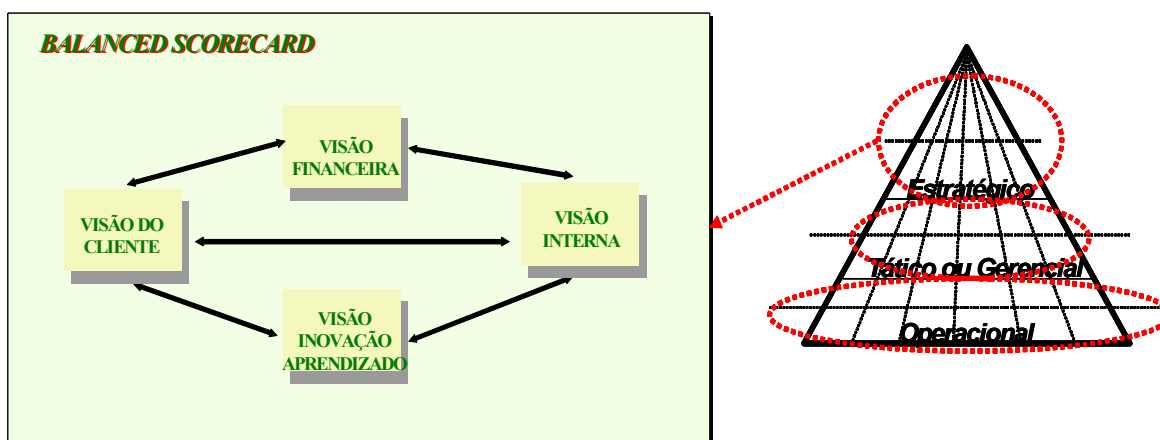 BALANCED SCORECARD
VISÃO
FINANCEIRA
VISÃO DO
CLIENTE
VISÃO
INTERNA
VISÃO
INOVAÇÃO
APRENDIZADO
Estratégico
Tático ou Gerencial
Operacional